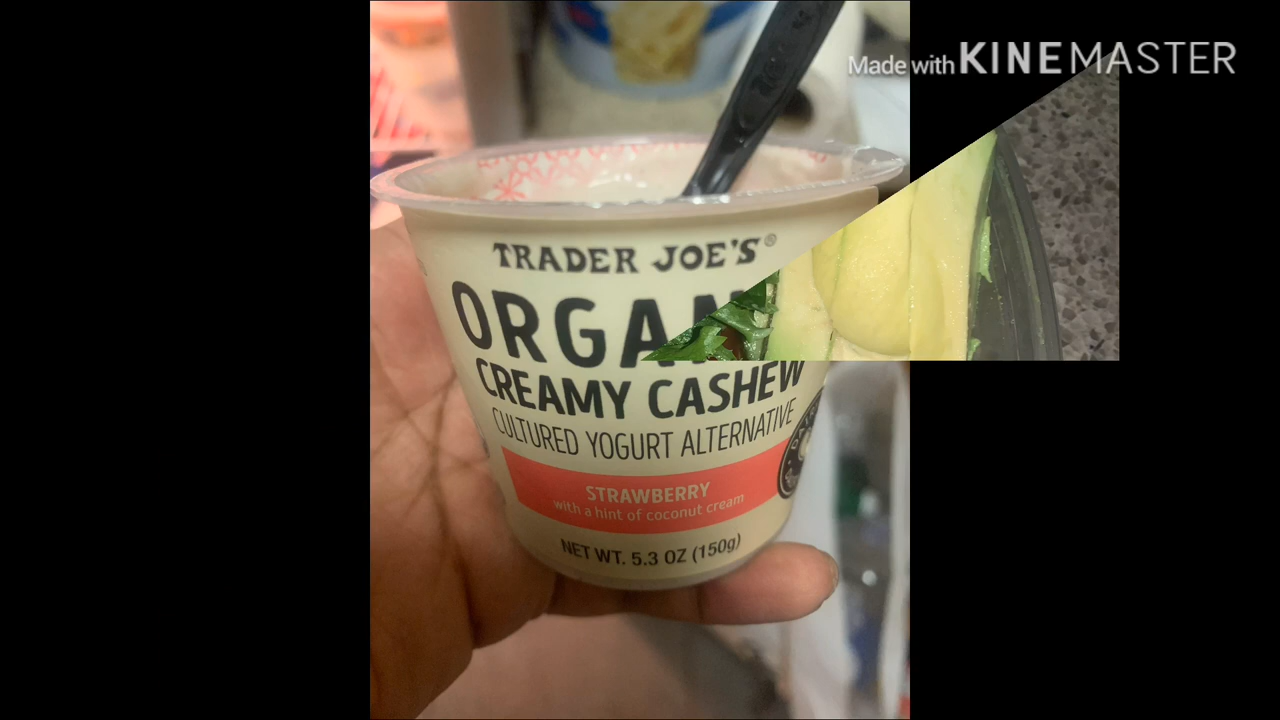 Made with KINEMASTER
TRADER JOE'S®
ORGAN
CREAMY CASHEW
CULTURED YOGURT ALTERNATIVE
STRAWBERRY
with a hint of coconut cream
NET WT. 5.3 OZ (150g)